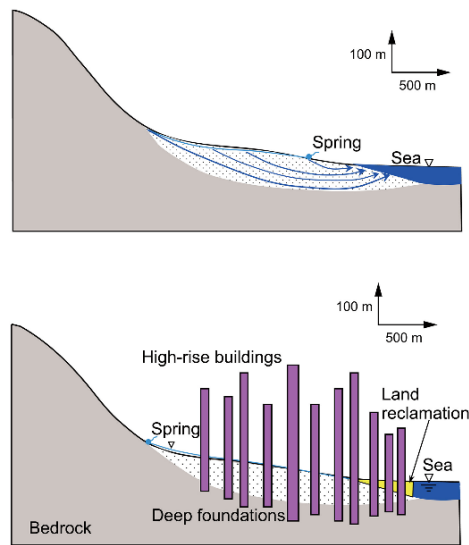 100 m
500 m
Spring
Sea
100 m
500 m
High-rise buildings
Land
reclamation
Spring
Sea
Deep foundations
Bedrock